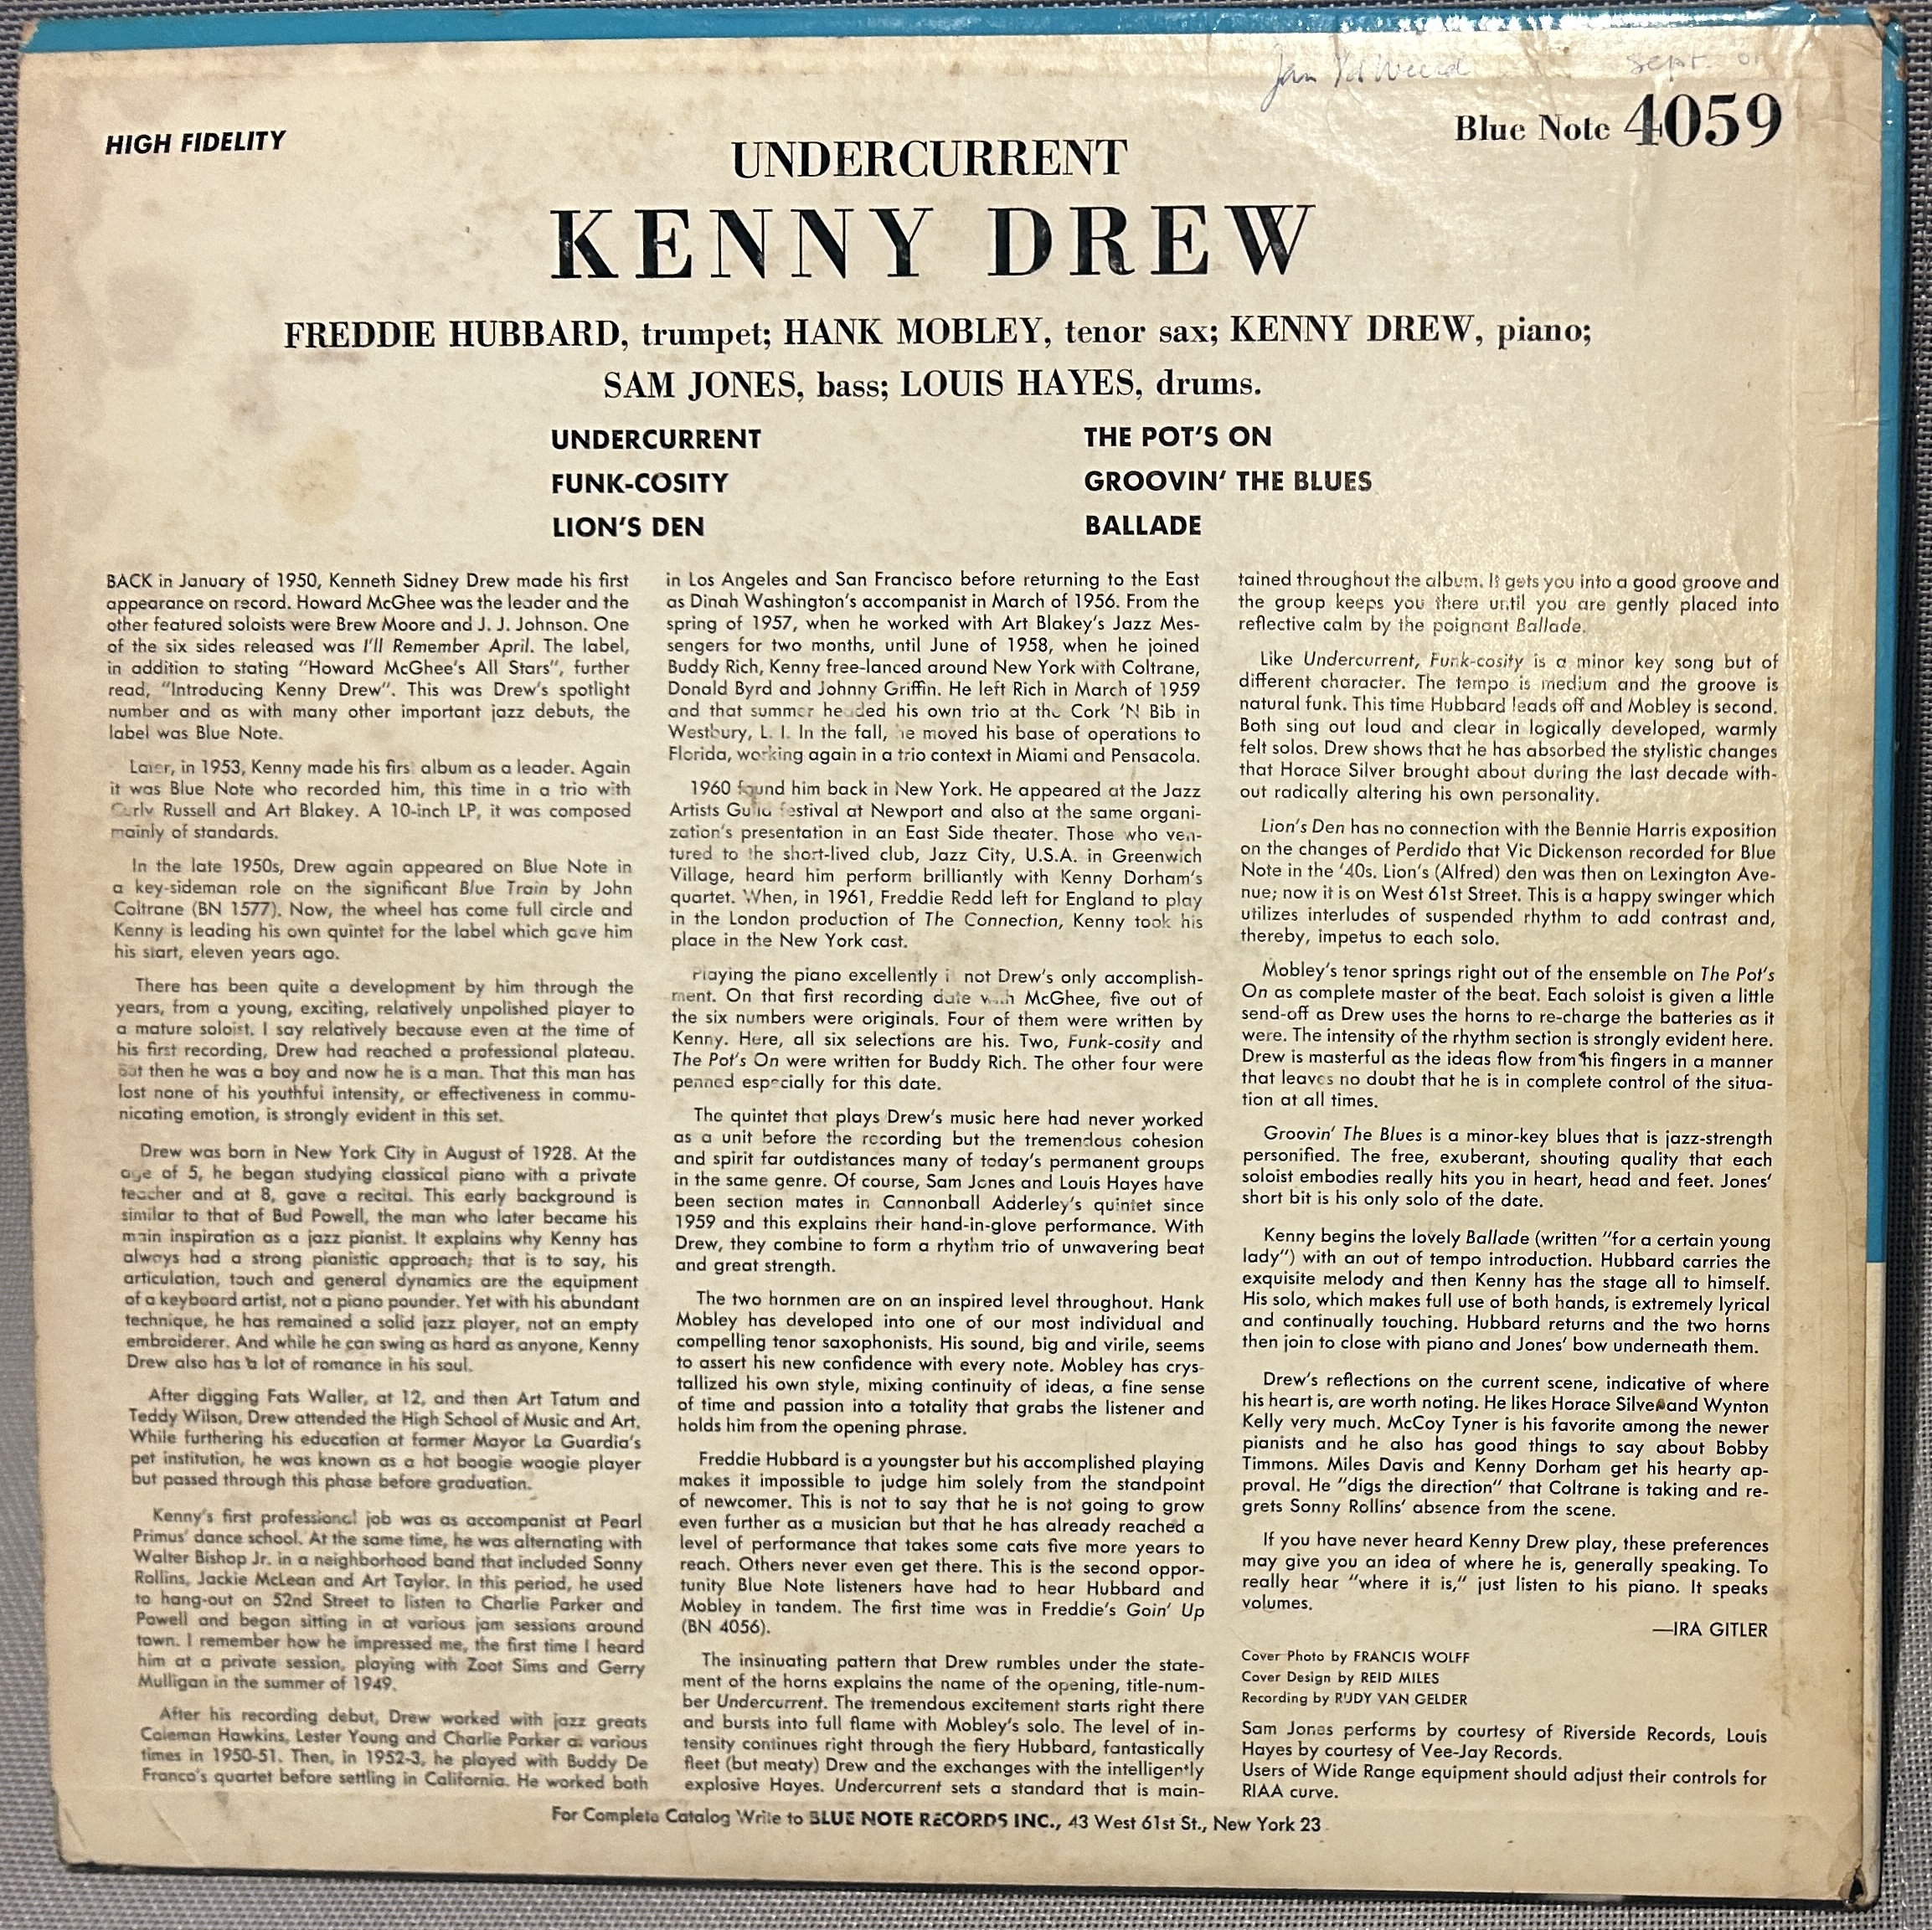 Jan
sept. 01
HIGH FIDELITY
Blue Note 4059
UNDERCURRENT
KENNY DREW
FREDDIE HUBBARD, trumpet; HANK MOBLEY, tenor sax; KENNY DREW, piano;
SAM JONES, bass; LOUIS HAYES, drums.
UNDERCURRENT
FUNK-COSITY
LION'S DEN
THE POT'S ON
GROOVIN' THE BLUES
BALLADE
BACK in January of 1950, Kenneth Sidney Drew made his first
appearance on record. Howard McGhee was the leader and the
other featured soloists were Brew Moore and J. J. Johnson. One
of the six sides released was I'll Remember April. The label,
in addition to stating "Howard McGhee's All Stars", further
read, "Introducing Kenny Drew". This was Drew's spotlight
number and as with many other important jazz debuts, the
label was Blue Note.
Later, in 1953, Kenny made his first album as a leader. Again
it was Blue Note who recorded him, this time in a trio with
Curly Russell and Art Blakey. A 10-inch LP, it was composed
mainly of standards.
In the late 1950s, Drew again appeared on Blue Note in
a key-sideman role on the significant Blue Train by John
Coltrane (BN 1577). Now, the wheel has come full circle and
Kenny is leading his own quintet for the label which gave him
his start, eleven years ago.
There has been quite a development by him through the
years, from a young, exciting, relatively unpolished player to
a mature soloist. I say relatively because even at the time of
his first recording, Drew had reached a professional plateau.
But then he was a boy and now he is a man. That this man has
lost none of his youthful intensity, or effectiveness in commu-
nicating emotion, is strongly evident in this set.
Drew was born in New York City in August of 1928. At the
age of 5, he began studying classical piano with a private
teacher and at 8, gave a recital. This early background is
similar to that of Bud Powell, the man who later became his
main inspiration as a jazz pianist. It explains why Kenny has
always had a strong pianistic approach; that is to say, his
articulation, touch and general dynamics are the equipment
of a keyboard artist, not a piano pounder. Yet with his abundant
technique, he has remained a solid jazz player, not an empty
embroiderer. And while he can swing as hard as anyone, Kenny
Drew also has a lot of romance in his soul.
After digging Fats Waller, at 12, and then Art Tatum and
Teddy Wilson, Drew attended the High School of Music and Art.
While furthering his education at former Mayor La Guardia's
pet institution, he was known as a hot boogie woogie player
but passed through this phase before graduation.
Kenny's first professional job was as accompanist at Pearl
Primus' dance school. At the same time, he was alternating with
Walter Bishop Jr. in a neighborhood band that included Sonny
Rollins, Jackie McLean and Art Taylor. In this period, he used
to hang-out on 52nd Street to listen to Charlie Parker and
Powell and began sitting in at various jam sessions around
town. I remember how he impressed me, the first time I heard
him at a private session, playing with Zoot Sims and Gerry
Mulligan in the summer of 1949.
After his recording debut, Drew worked with jazz greats
Coleman Hawkins, Lester Young and Charlie Parker at various
times in 1950-51. Then, in 1952-3, he played with Buddy De
Franco's quartet before settling in California. He worked both
in Los Angeles and San Francisco before returning to the East
as Dinah Washington's accompanist in March of 1956. From the
spring of 1957, when he worked with Art Blakey's Jazz Mes-
sengers for two months, until June of 1958, when he joined
Buddy Rich, Kenny free-lanced around New York with Coltrane,
Donald Byrd and Johnny Griffin. He left Rich in March of 1959
and that summer headed his own trio at the Cork 'N Bib in
Westbury, L. I. In the fall, he moved his base of operations to
Florida, working again in a trio context in Miami and Pensacola.
1960 found him back in New York. He appeared at the Jazz
Artists Guild festival at Newport and also at the same organi-
zation's presentation in an East Side theater. Those who ven-
tured to the short-lived club, Jazz City, U.S.A. in Greenwich
Village, heard him perform brilliantly with Kenny Dorham's
quartet. When, in 1961, Freddie Redd left for England to play
in the London production of The Connection, Kenny took his
place in the New York cast.
Playing the piano excellently is not Drew's only accomplish-
ment. On that first recording date with McGhee, five out of
the six numbers were originals. Four of them were written by
Kenny. Here, all six selections are his. Two, Funk-cosity and
The Pot's On were written for Buddy Rich. The other four were
penned especially for this date.
The quintet that plays Drew's music here had never worked
as a unit before the recording but the tremendous cohesion
and spirit far outdistances many of today's permanent groups
in the same genre. Of course, Sam Jones and Louis Hayes have
been section mates in Cannonball Adderley's quintet since
1959 and this explains their hand-in-glove performance. With
Drew, they combine to form a rhythm trio of unwavering beat
and great strength.
The two hornmen are on an inspired level throughout. Hank
Mobley has developed into one of our most individual and
compelling tenor saxophonists. His sound, big and virile, seems
to assert his new confidence with every note. Mobley has crys-
tallized his own style, mixing continuity of ideas, a fine sense
of time and passion into a totality that grabs the listener and
holds him from the opening phrase.
Freddie Hubbard is a youngster but his accomplished playing
makes it impossible to judge him solely from the standpoint
of newcomer. This is not to say that he is not going to grow
even further as a musician but that he has already reached a
level of performance that takes some cats five more years to
reach. Others never even get there. This is the second oppor-
tunity Blue Note listeners have had to hear Hubbard and
Mobley in tandem. The first time was in Freddie's Goin' Up
(BN 4056).
The insinuating pattern that Drew rumbles under the state-
ment of the horns explains the name of the opening, title-num-
ber Undercurrent. The tremendous excitement starts right there
and bursts into full flame with Mobley's solo. The level of in-
tensity continues right through the fiery Hubbard, fantastically
fleet (but meaty) Drew and the exchanges with the intelligently
explosive Hayes. Undercurrent sets a standard that is main-
tained throughout the album. It gets you into a good groove and
the group keeps you there until you are gently placed into
reflective calm by the poignant Ballade.
Like Undercurrent, Funk-cosity is a minor key song but of
different character. The tempo is medium and the groove is
natural funk. This time Hubbard leads off and Mobley is second.
Both sing out loud and clear in logically developed, warmly
felt solos. Drew shows that he has absorbed the stylistic changes
that Horace Silver brought about during the last decade with-
out radically altering his own personality.
Lion's Den has no connection with the Bennie Harris exposition
on the changes of Perdido that Vic Dickenson recorded for Blue
Note in the '40s. Lion's (Alfred) den was then on Lexington Ave-
nue; now it is on West 61st Street. This is a happy swinger which
utilizes interludes of suspended rhythm to add contrast and,
thereby, impetus to each solo.
Mobley's tenor springs right out of the ensemble on The Pot's
On as complete master of the beat. Each soloist is given a little
send-off as Drew uses the horns to re-charge the batteries as it
were. The intensity of the rhythm section is strongly evident here.
Drew is masterful as the ideas flow from his fingers in a manner
that leaves no doubt that he is in complete control of the situa-
tion at all times.
Groovin' The Blues is a minor-key blues that is jazz-strength
personified. The free, exuberant, shouting quality that each
soloist embodies really hits you in heart, head and feet. Jones'
short bit is his only solo of the date.
Kenny begins the lovely Ballade (written "for a certain young
lady") with an out of tempo introduction. Hubbard carries the
exquisite melody and then Kenny has the stage all to himself.
His solo, which makes full use of both hands, is extremely lyrical
and continually touching. Hubbard returns and the two horns
then join to close with piano and Jones' bow underneath them.
Drew's reflections on the current scene, indicative of where
his heart is, are worth noting. He likes Horace Silver and Wynton
Kelly very much. McCoy Tyner is his favorite among the newer
pianists and he also has good things to say about Bobby
Timmons. Miles Davis and Kenny Dorham get his hearty ap-
proval. He "digs the direction" that Coltrane is taking and re-
grets Sonny Rollins' absence from the scene.
If you have never heard Kenny Drew play, these preferences
may give you an idea of where he is, generally speaking. To
really hear "where it is," just listen to his piano. It speaks
volumes.
—IRA GITLER
Cover Photo by FRANCIS WOLFF
Cover Design by REID MILES
Recording by RUDY VAN GELDER
Sam Jones performs by courtesy of Riverside Records, Louis
Hayes by courtesy of Vee-Jay Records.
Users of Wide Range equipment should adjust their controls for
RIAA curve.
For Complete Catalog Write to BLUE NOTE RECORDS INC., 43 West 61st St., New York 23